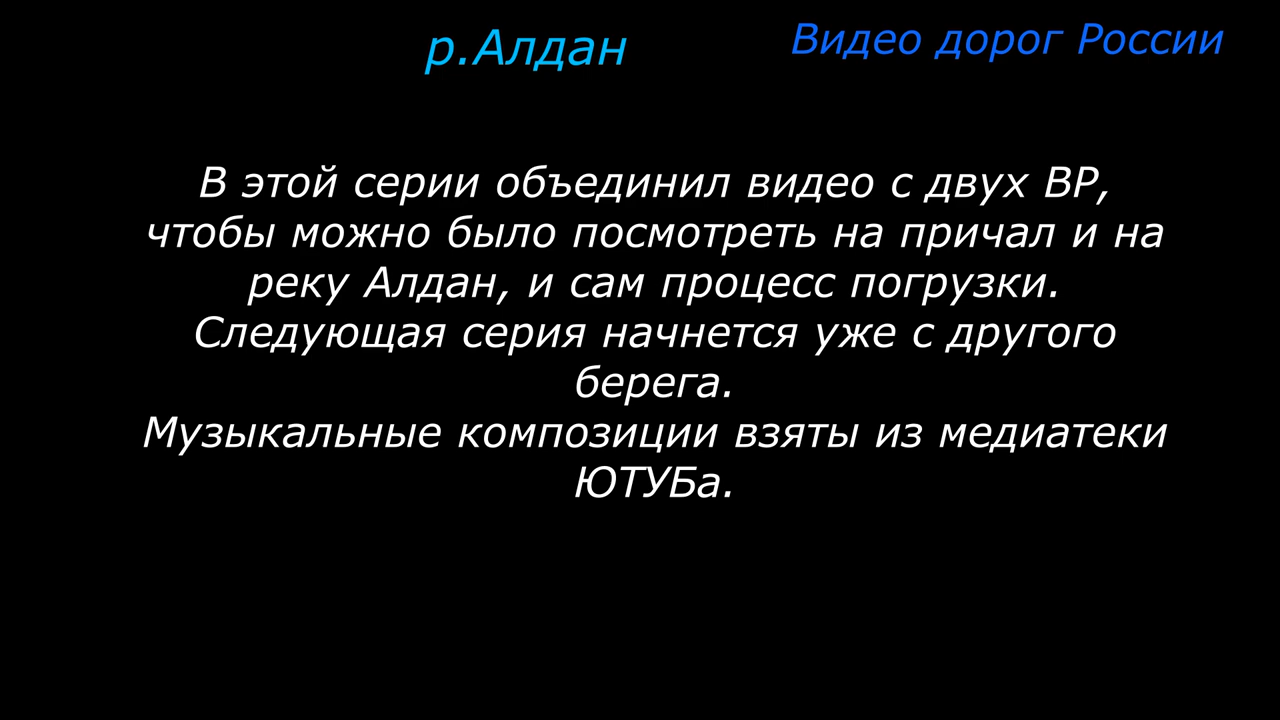 р.Алдан
Видео дорог России
В этой серии объединил видео с двух ВР,
чтобы можно было посмотреть на причал и на
реку Алдан, и сам процесс погрузки.
Следующая серия начнется уже с другого
берега.
Музыкальные композиции взяты из медиатеки
ЮТУБа.